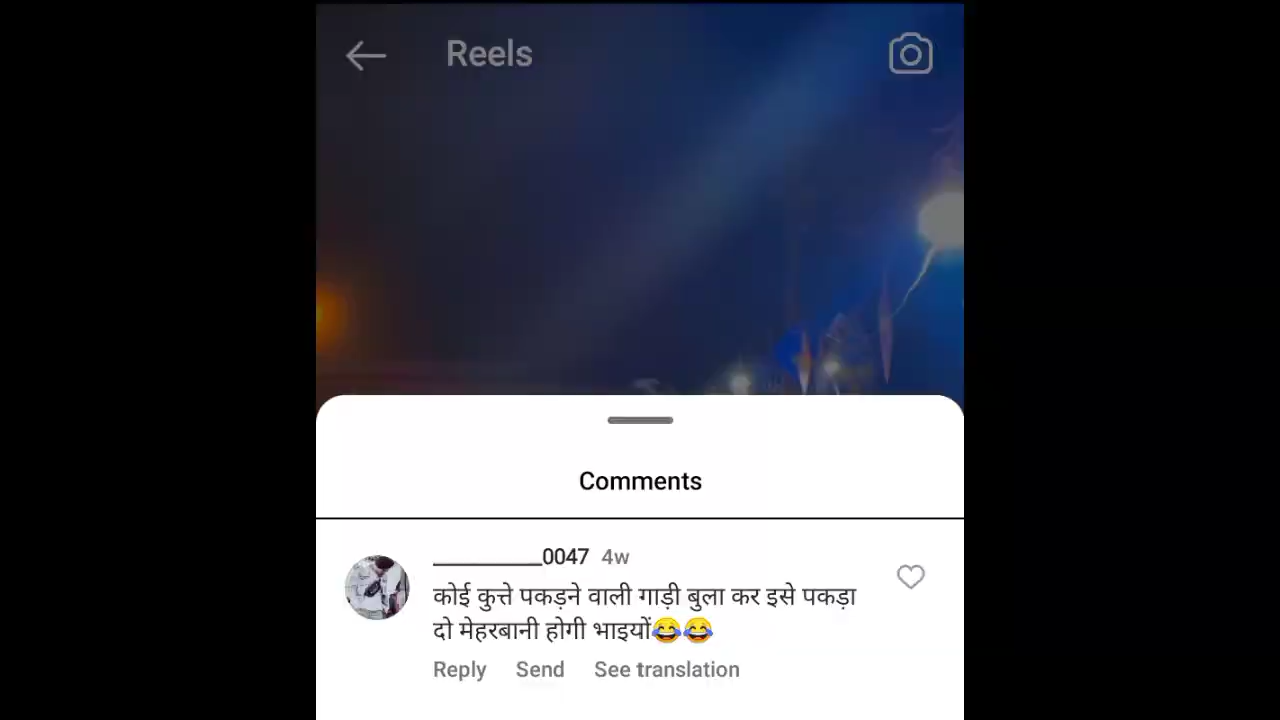 Reels
Comments
__________0047 4w
कोई कुत्ते पकड़ने वाली गाड़ी बुला कर इसे पकड़ा
दो मेहरबानी होगी भाइयों😂😂
Reply Send See translation